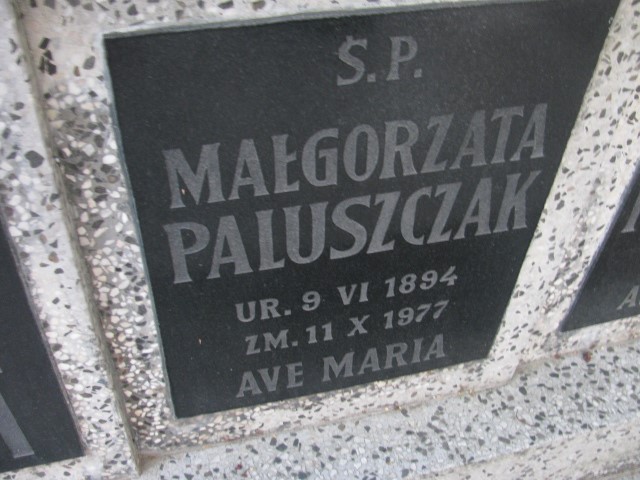 Ś.P.
MAŁGORZATA
PALUSZCZAK
UR. 9 VI 1894
ZM. 11 X 1977
AVE MARIA